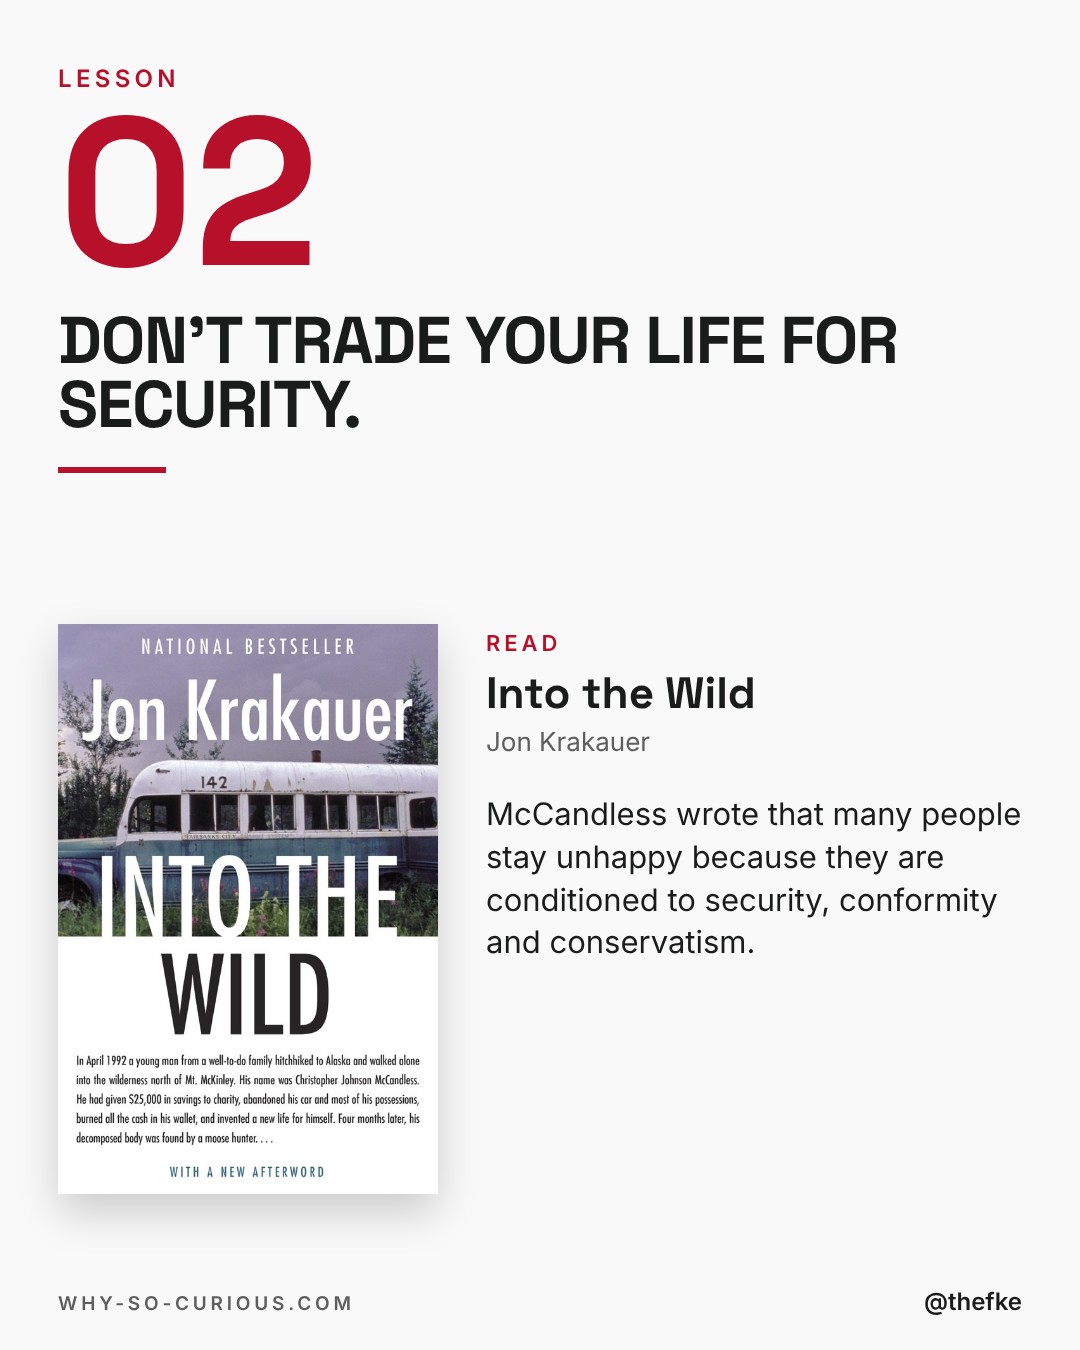 LESSON
02
DON’T TRADE YOUR LIFE FOR
SECURITY.
NATIONAL BESTSELLER
Jon Krakauer
142
INTO THE
WILD
In April 1992 a young man from a well-to-do family hitchhiked to Alaska and walked alone
into the wilderness north of Mt. McKinley. His name was Christopher Johnson McCandless.
He had given $25,000 in savings to charity, abandoned his car and most of his possessions,
burned all the cash in his wallet, and invented a new life for himself. Four months later, his
decomposed body was found by a moose hunter. . . .
WITH A NEW AFTERWORD
READ
Into the Wild
Jon Krakauer
McCandless wrote that many people
stay unhappy because they are
conditioned to security, conformity
and conservatism.
WHY-SO-CURIOUS.COM
@thefke